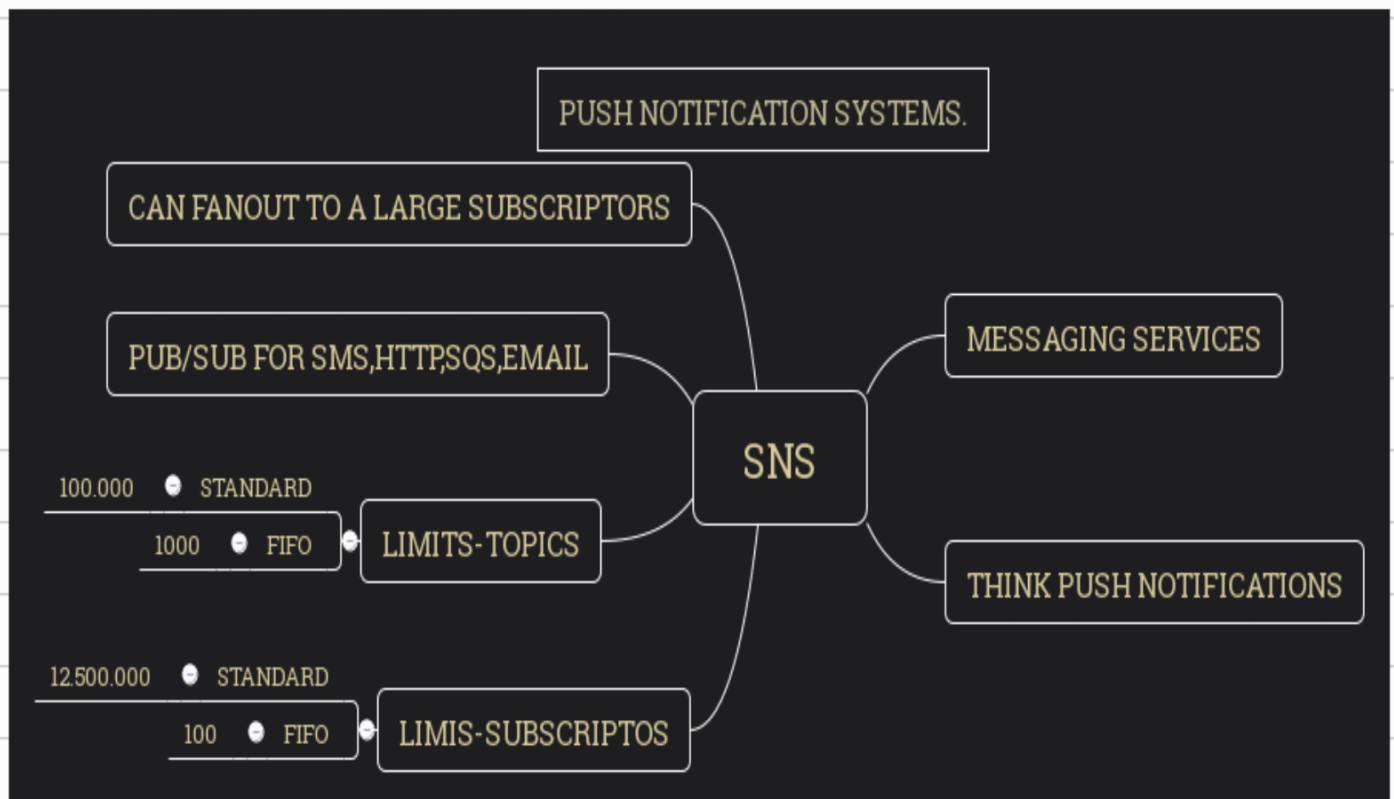 PUSH NOTIFICATION SYSTEMS.
CAN FANOUT TO A LARGE SUBSCRIPTORS
PUB/SUB FOR SMS,HTTP,SQS,EMAIL
MESSAGING SERVICES
SNS
100.000 STANDARD
1000 FIFO
LIMITS-TOPICS
THINK PUSH NOTIFICATIONS
12.500.000 STANDARD
100 FIFO
LIMIS-SUBSCRIPTOS